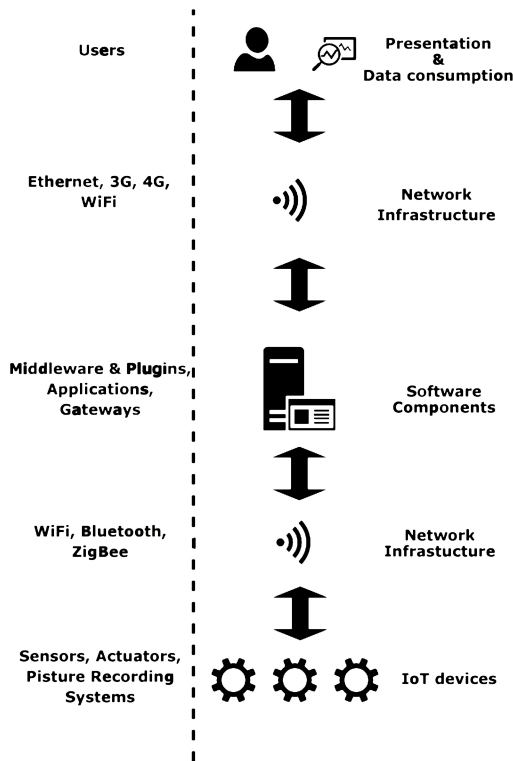 Users
Presentation
&
Data consumption
Ethernet, 3G, 4G,
WiFi
Network
Infrastructure
Middleware & Plugins,
Applications,
Gateways
Software
Components
WiFi, Bluetooth,
ZigBee
Network
Infrastucture
Sensors, Actuators,
Pisture Recording
Systems
IoT devices